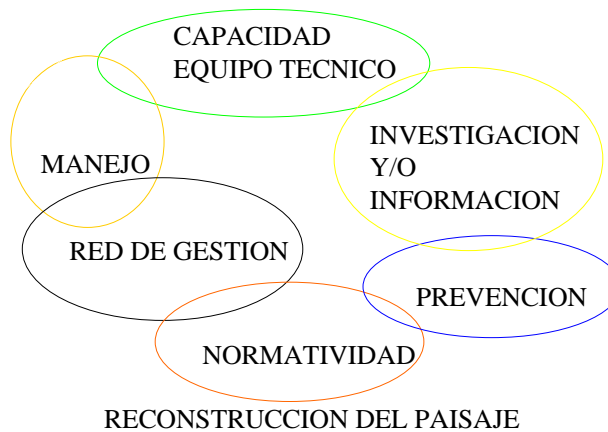 CAPACIDAD
EQUIPO TECNICO
INVESTIGACION
Y/O
INFORMACION
MANEJO
RED DE GESTION
PREVENCION
NORMATIVIDAD
RECONSTRUCCION DEL PAISAJE